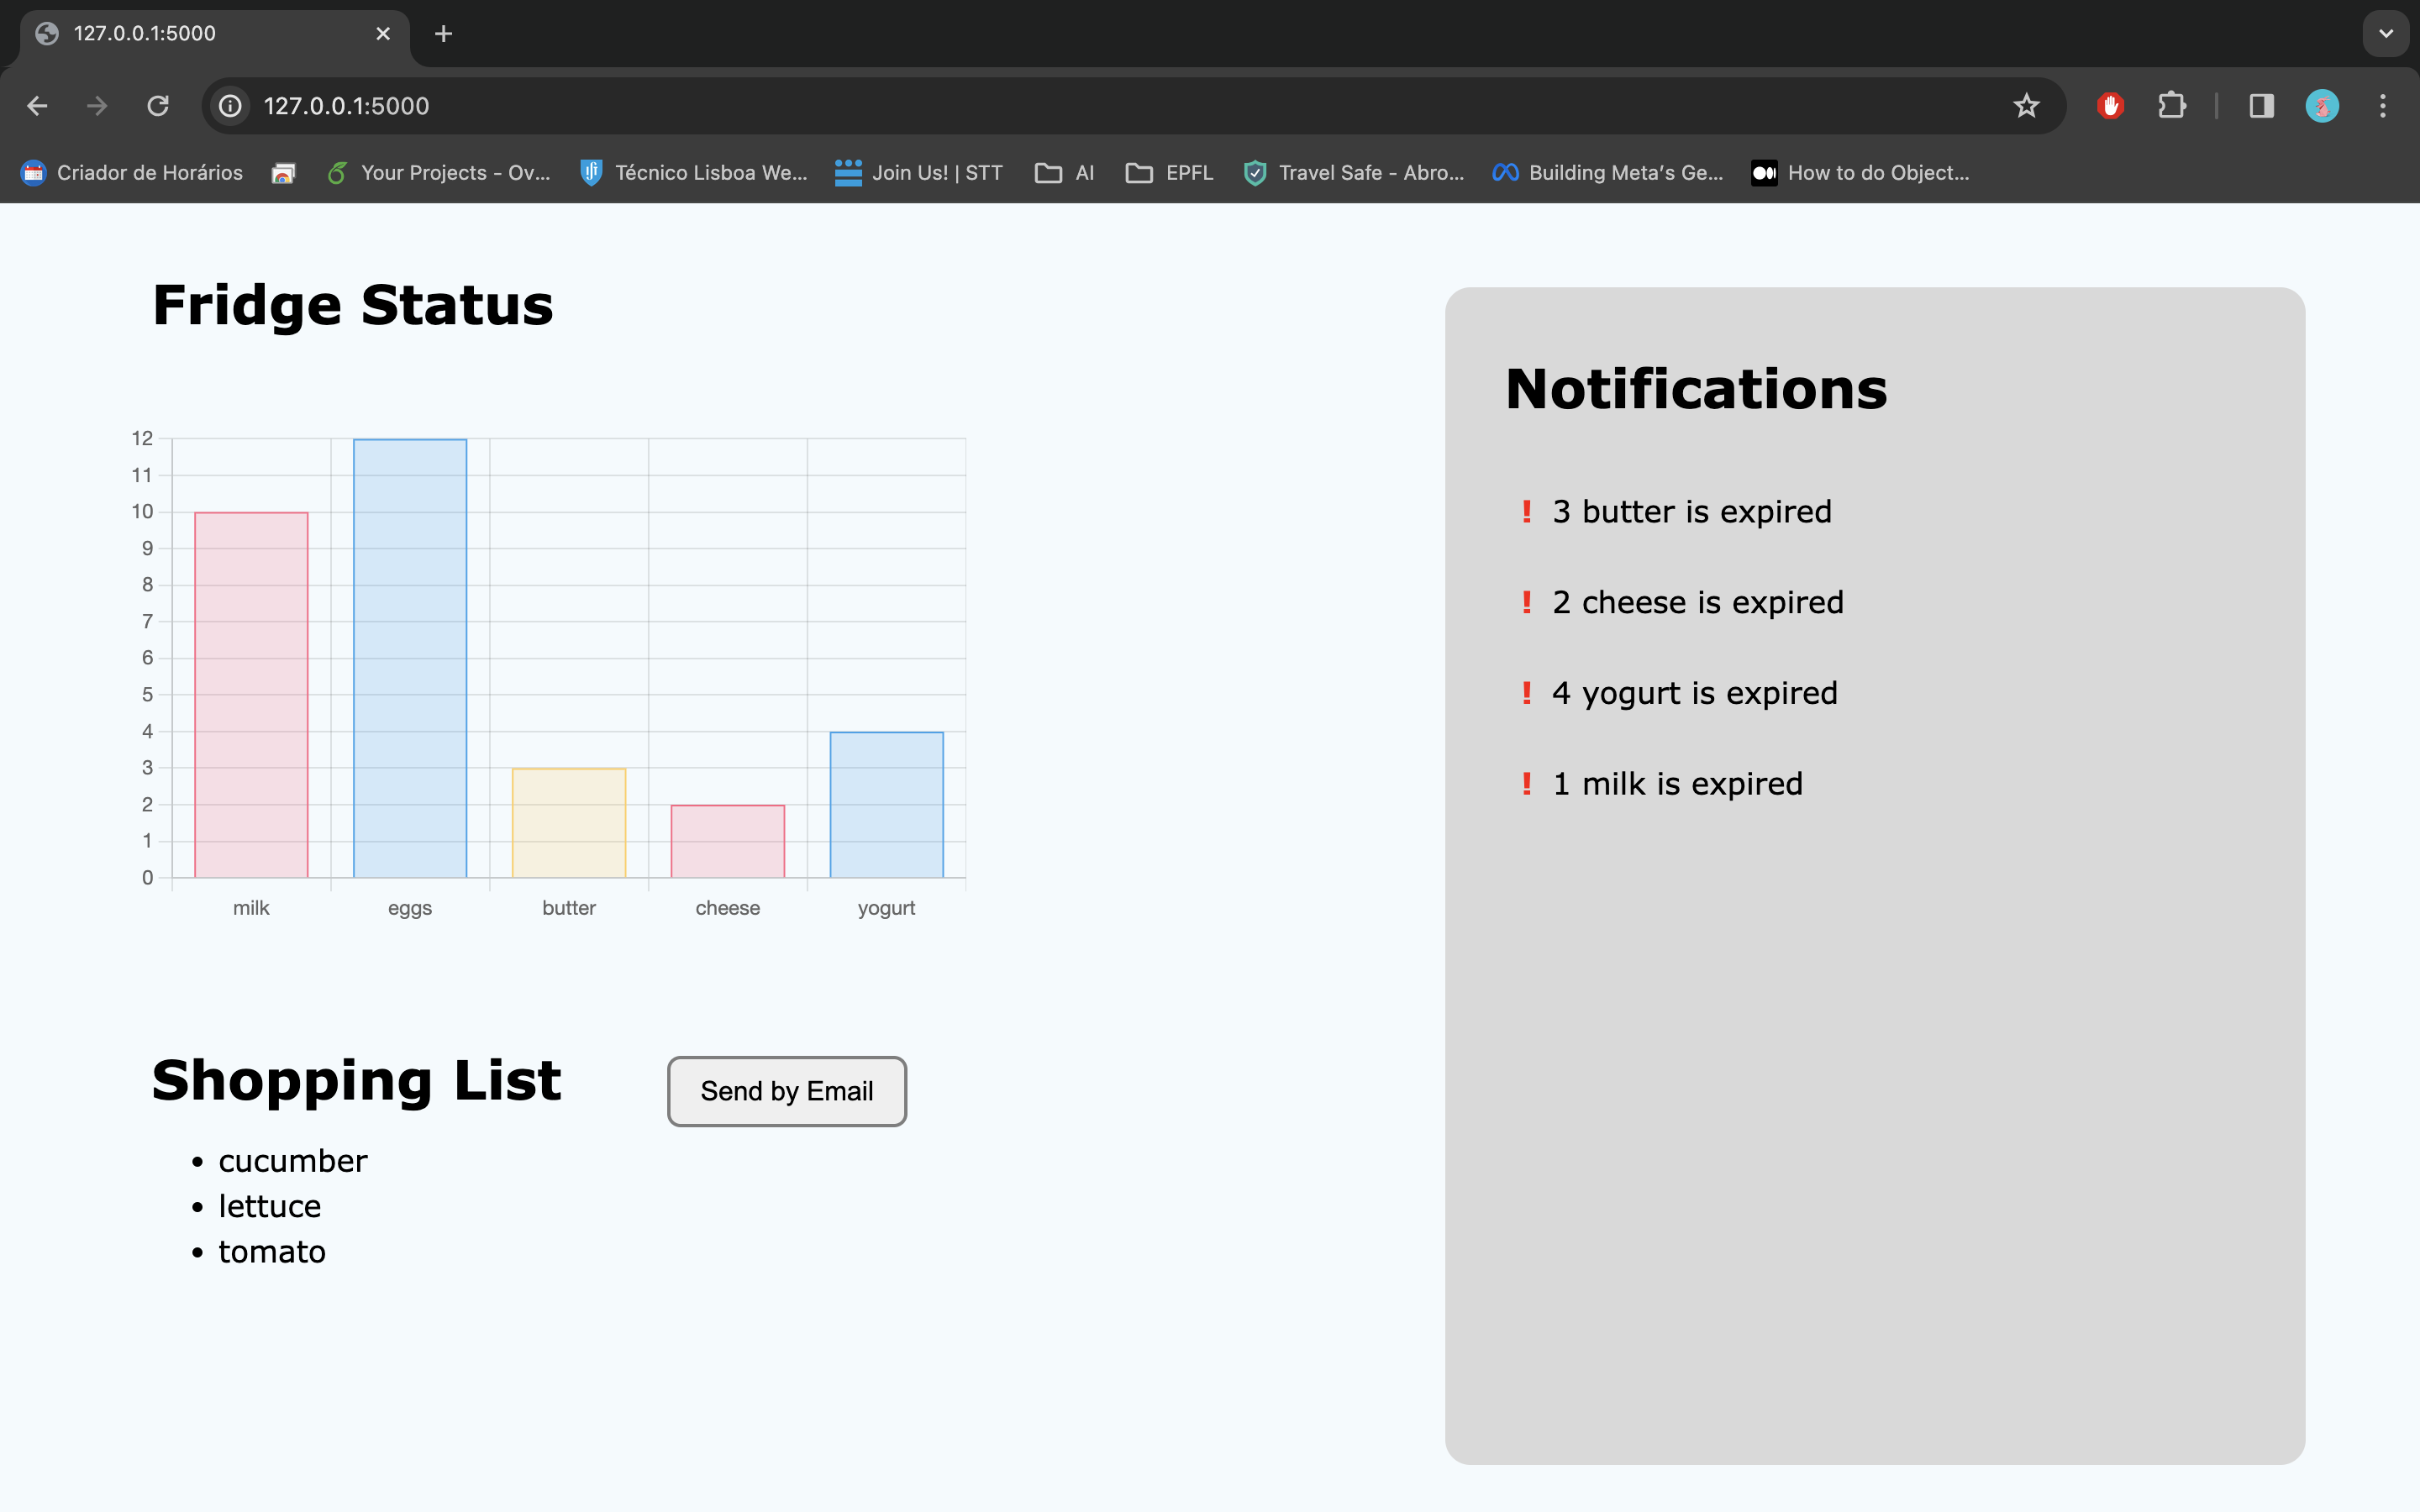 127.0.0.1:5000
127.0.0.1:5000
Criador de Horários
Your Projects - Ov...
Técnico Lisboa We...
Join Us! | STT
AI
EPFL
Travel Safe - Abro...
Building Meta’s Ge...
How to do Object...
Fridge Status
12
11
10
9
8
7
6
5
4
3
2
1
0
milk eggs butter cheese yogurt
Shopping List
Send by Email
• cucumber
• lettuce
• tomato
Notifications
! 3 butter is expired
! 2 cheese is expired
! 4 yogurt is expired
! 1 milk is expired